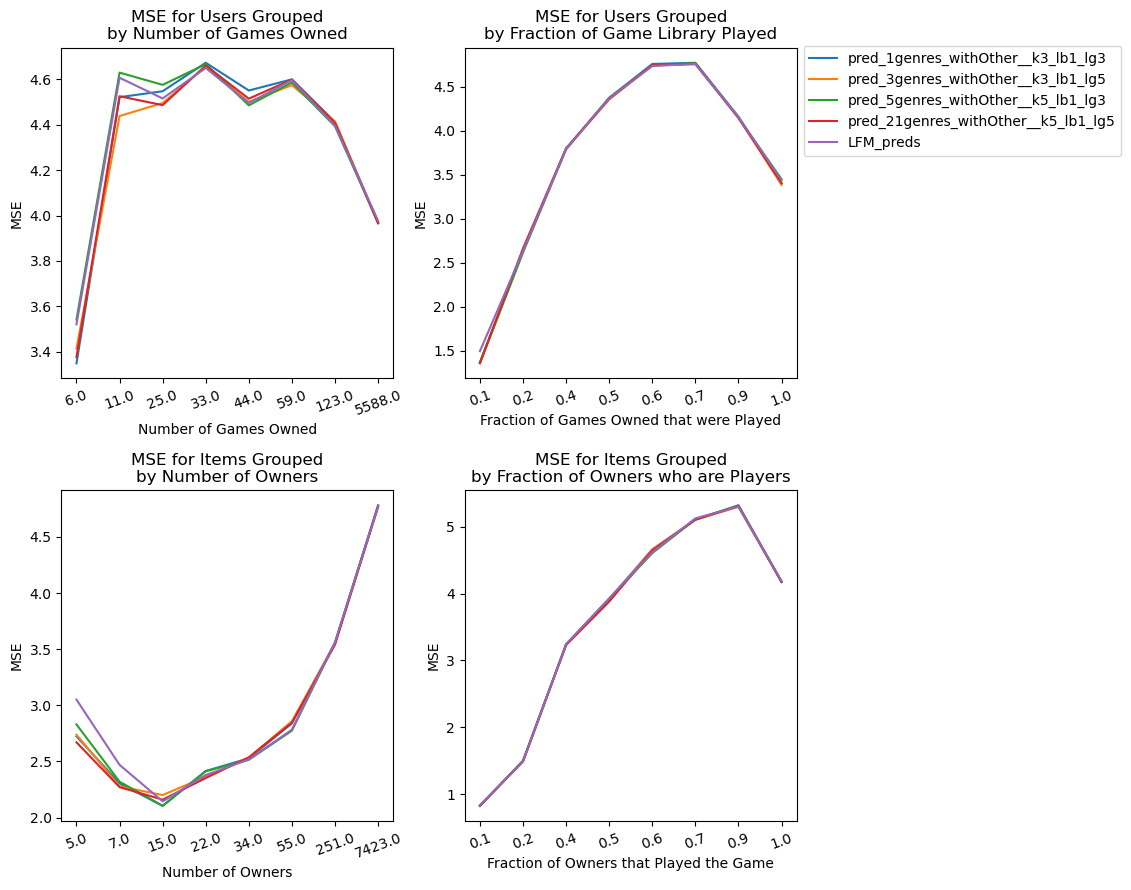 MSE for Users Grouped
by Number of Games Owned
MSE
4.6
4.4
4.2
4.0
3.8
3.6
3.4
6.0
11.0
25.0
33.0
44.0
59.0
123.0
5588.0
Number of Games Owned
MSE for Users Grouped
by Fraction of Game Library Played
MSE
4.5
4.0
3.5
3.0
2.5
2.0
1.5
0.1
0.2
0.4
0.5
0.6
0.7
0.9
1.0
Fraction of Games Owned that were Played
pred_1genres_withOther__k3_lb1_lg3
pred_3genres_withOther__k3_lb1_lg5
pred_5genres_withOther__k5_lb1_lg3
pred_21genres_withOther__k5_lb1_lg5
LFM_preds
MSE for Items Grouped
by Number of Owners
MSE
4.5
4.0
3.5
3.0
2.5
2.0
5.0
7.0
15.0
22.0
34.0
55.0
251.0
7423.0
Number of Owners
MSE for Items Grouped
by Fraction of Owners who are Players
MSE
5
4
3
2
1
0.1
0.2
0.4
0.5
0.6
0.7
0.9
1.0
Fraction of Owners that Played the Game